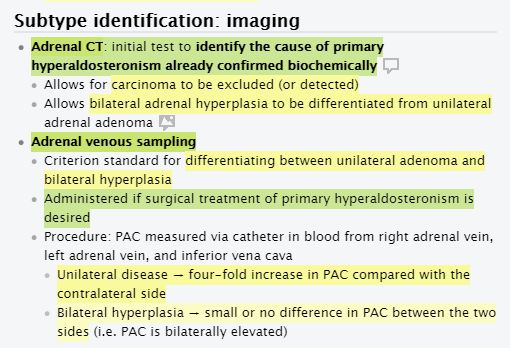 Subtype identification: imaging
Adrenal CT: initial test to identify the cause of primary
hyperaldosteronism already confirmed biochemically
Allows for carcinoma to be excluded (or detected)
Allows bilateral adrenal hyperplasia to be differentiated from unilateral
adrenal adenoma
Adrenal venous sampling
Criterion standard for differentiating between unilateral adenoma and
bilateral hyperplasia
Administered if surgical treatment of primary hyperaldosteronism is
desired
Procedure: PAC measured via catheter in blood from right adrenal vein,
left adrenal vein, and inferior vena cava
Unilateral disease → four-fold increase in PAC compared with the
contralateral side
Bilateral hyperplasia → small or no difference in PAC between the two
sides (i.e. PAC is bilaterally elevated)